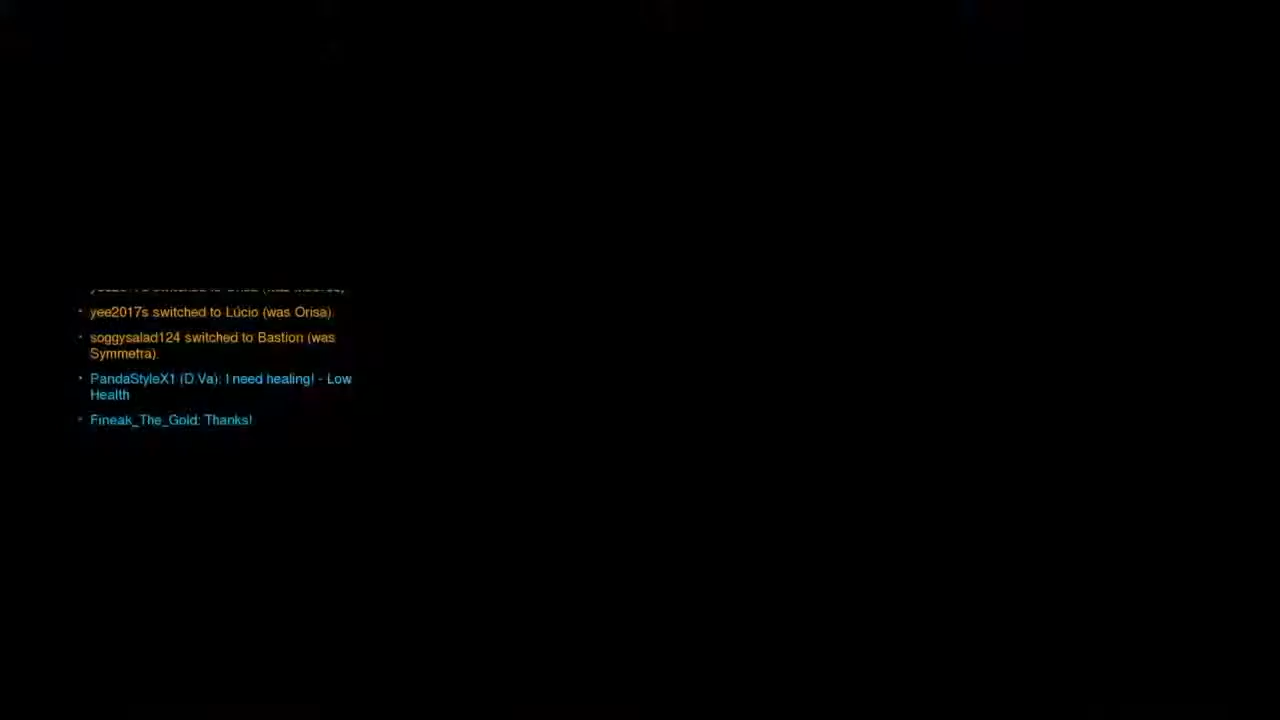 yee2017s switched to Lúcio (was Orisa).
soggysalad124 switched to Bastion (was
Symmetra).
PandaStyleX1 (D.Va): I need healing! - Low
Health
Fineak_The_Gold: Thanks!